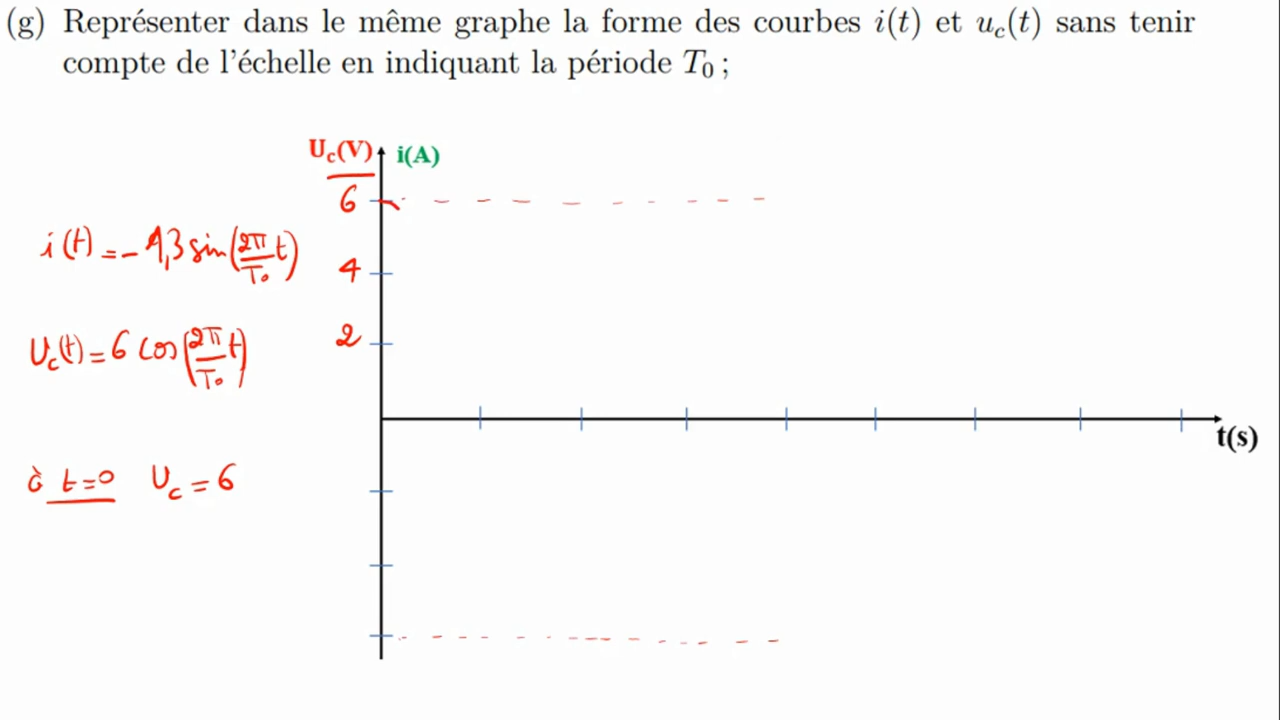 (g) Représenter dans le même graphe la forme des courbes i(t) et u_c(t) sans tenir
compte de l'échelle en indiquant la période T₀ ;
U_c(V) i(A)
6
i(t) = - 1,3 sin(2π/T₀ t)
4
2
U_c(t) = 6 cos(2π/T₀ t)
t(s)
à t=0 U_c = 6